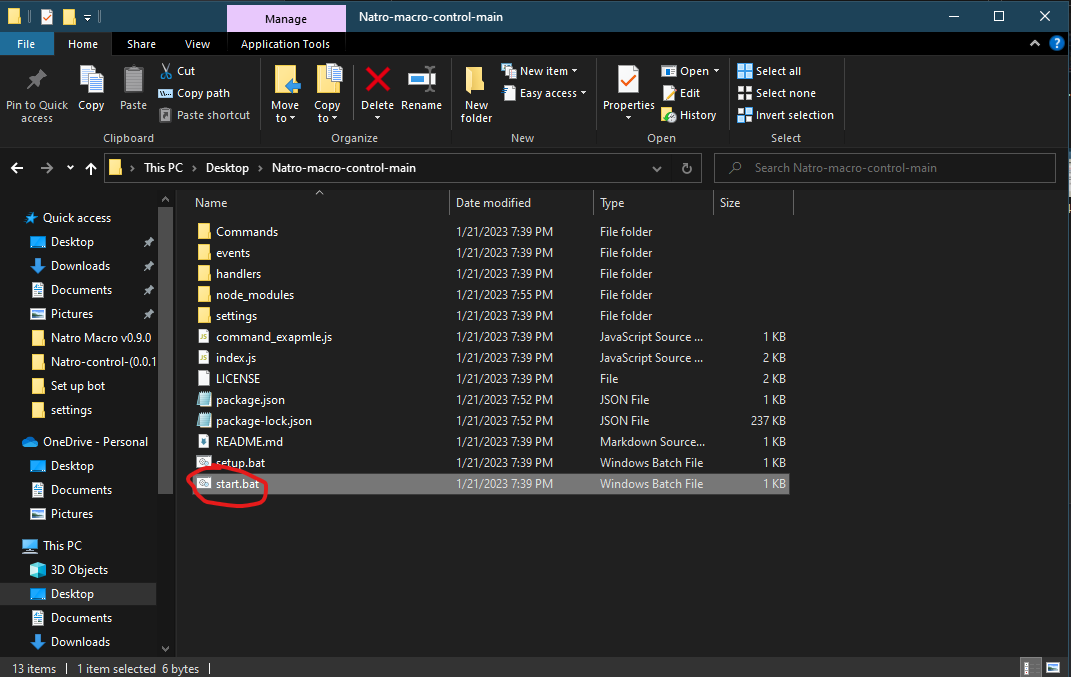 Manage
Natro-macro-control-main
File
Home
Share
View
Application Tools
Pin to Quick access
Copy
Paste
Cut
Copy path
Paste shortcut
Clipboard
Move to
Copy to
Delete
Rename
Organize
New folder
New item
Easy access
New
Properties
Open
Edit
History
Open
Select all
Select none
Invert selection
Select
This PC > Desktop > Natro-macro-control-main
Search Natro-macro-control-main
Quick access
Desktop
Downloads
Documents
Pictures
Natro Macro v0.9.0
Natro-control-(0.0.1
Set up bot
settings
OneDrive - Personal
Desktop
Documents
Pictures
This PC
3D Objects
Desktop
Documents
Downloads
Name Date modified Type Size
Commands 1/21/2023 7:39 PM File folder
events 1/21/2023 7:39 PM File folder
handlers 1/21/2023 7:39 PM File folder
node_modules 1/21/2023 7:55 PM File folder
settings 1/21/2023 7:39 PM File folder
command_exapmle.js 1/21/2023 7:39 PM JavaScript Source ... 1 KB
index.js 1/21/2023 7:39 PM JavaScript Source ... 2 KB
LICENSE 1/21/2023 7:39 PM File 2 KB
package.json 1/21/2023 7:52 PM JSON File 1 KB
package-lock.json 1/21/2023 7:52 PM JSON File 237 KB
README.md 1/21/2023 7:39 PM Markdown Source... 1 KB
setup.bat 1/21/2023 7:39 PM Windows Batch File 1 KB
start.bat 1/21/2023 7:39 PM Windows Batch File 1 KB
13 items
1 item selected 6 bytes